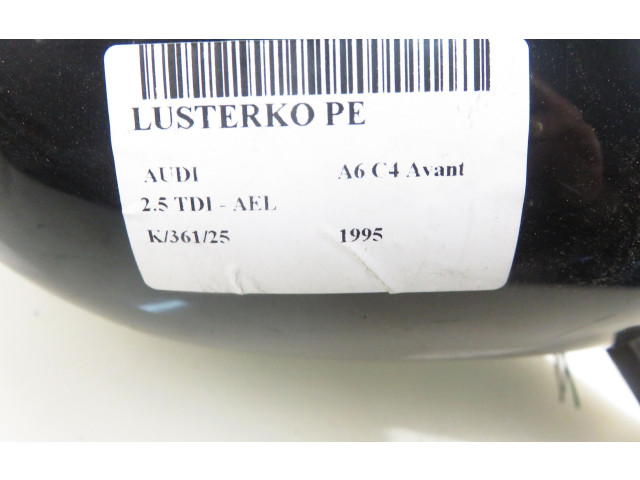 LUSTERKO PE
AUDI A6 C4 Avant
2.5 TDI - AEL
K/361/25 1995